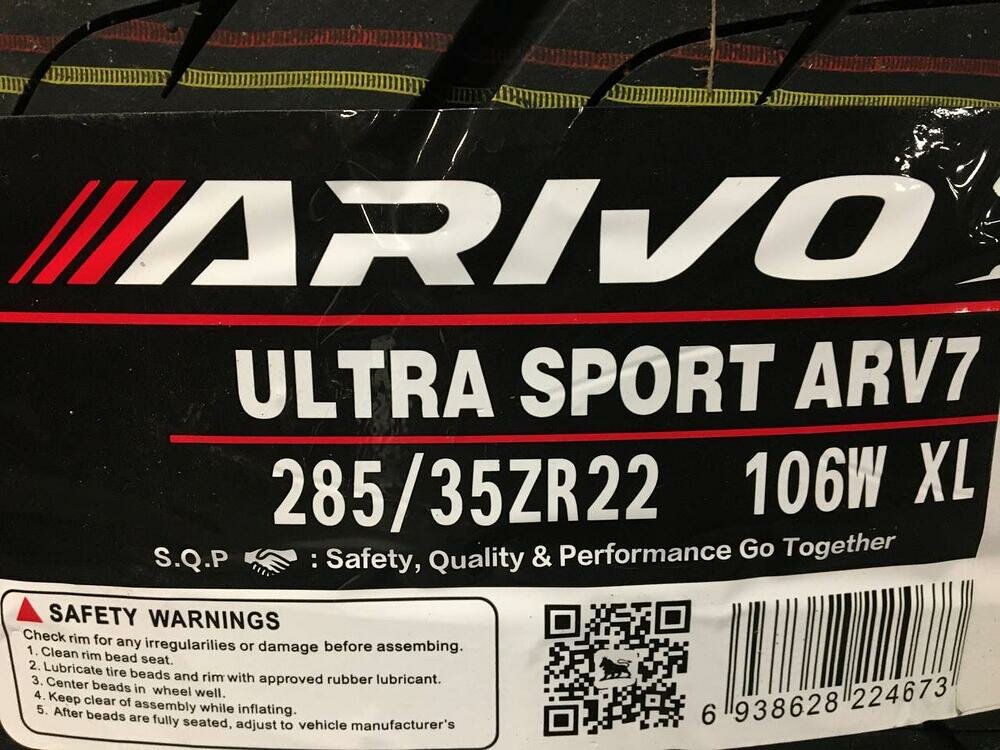 ARIVO
ULTRA SPORT ARV7
285/35ZR22 106W XL
S.Q.P : Safety, Quality & Performance Go Together
SAFETY WARNINGS
Check rim for any irregularilies or damage before assembing.
1. Clean rim bead seat.
2. Lubricate tire beads and rim with approved rubber lubricant.
3. Center beads in wheel well.
4. Keep clear of assembly while inflating.
5. After beads are fully seated, adjust to vehicle manufacturer's
6 938628 224673